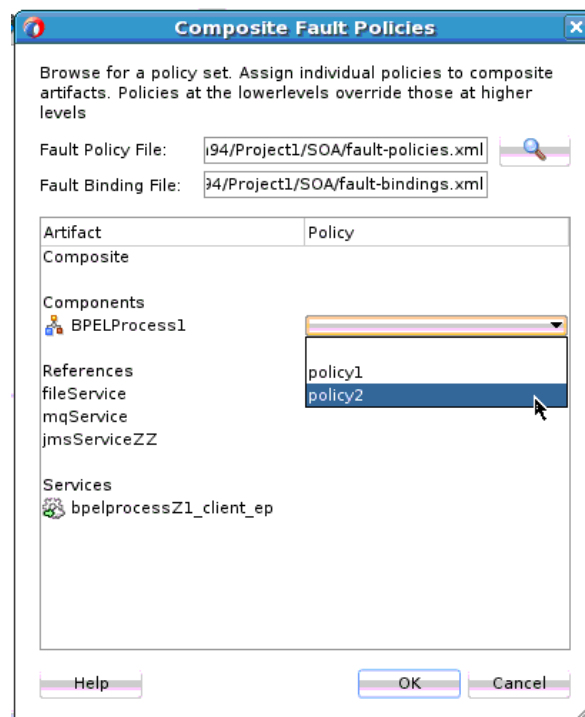 Composite Fault Policies
Browse for a policy set. Assign individual policies to composite
artifacts. Policies at the lowerlevels override those at higher
levels
Fault Policy File: ı94/Project1/SOA/fault-policies.xml
Fault Binding File: 94/Project1/SOA/fault-bindings.xml
Artifact Policy
Composite
Components
BPELProcess1
References
policy1
fileService policy2
mqService
jmsServiceZZ
Services
bpelprocessZ1_client_ep
Help OK Cancel